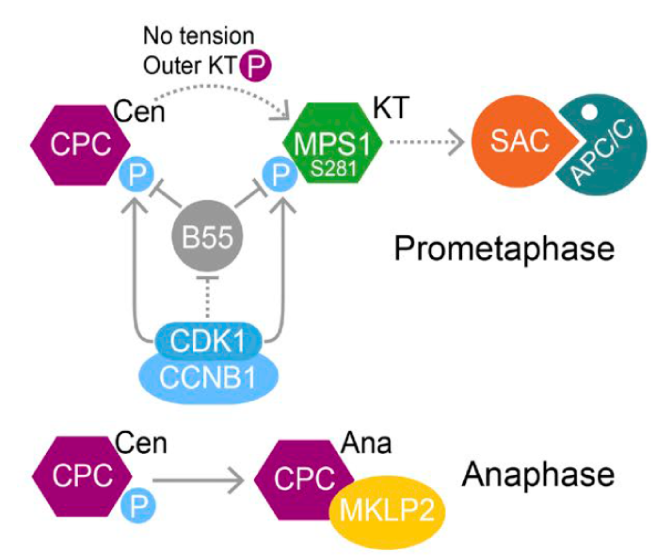 No tension
Outer KT P
Cen
KT
CPC
MPS1
S281
SAC
APC/C
P
P
B55
Prometaphase
CDK1
CCNB1
Cen
Ana
CPC
CPC
Anaphase
P
MKLP2